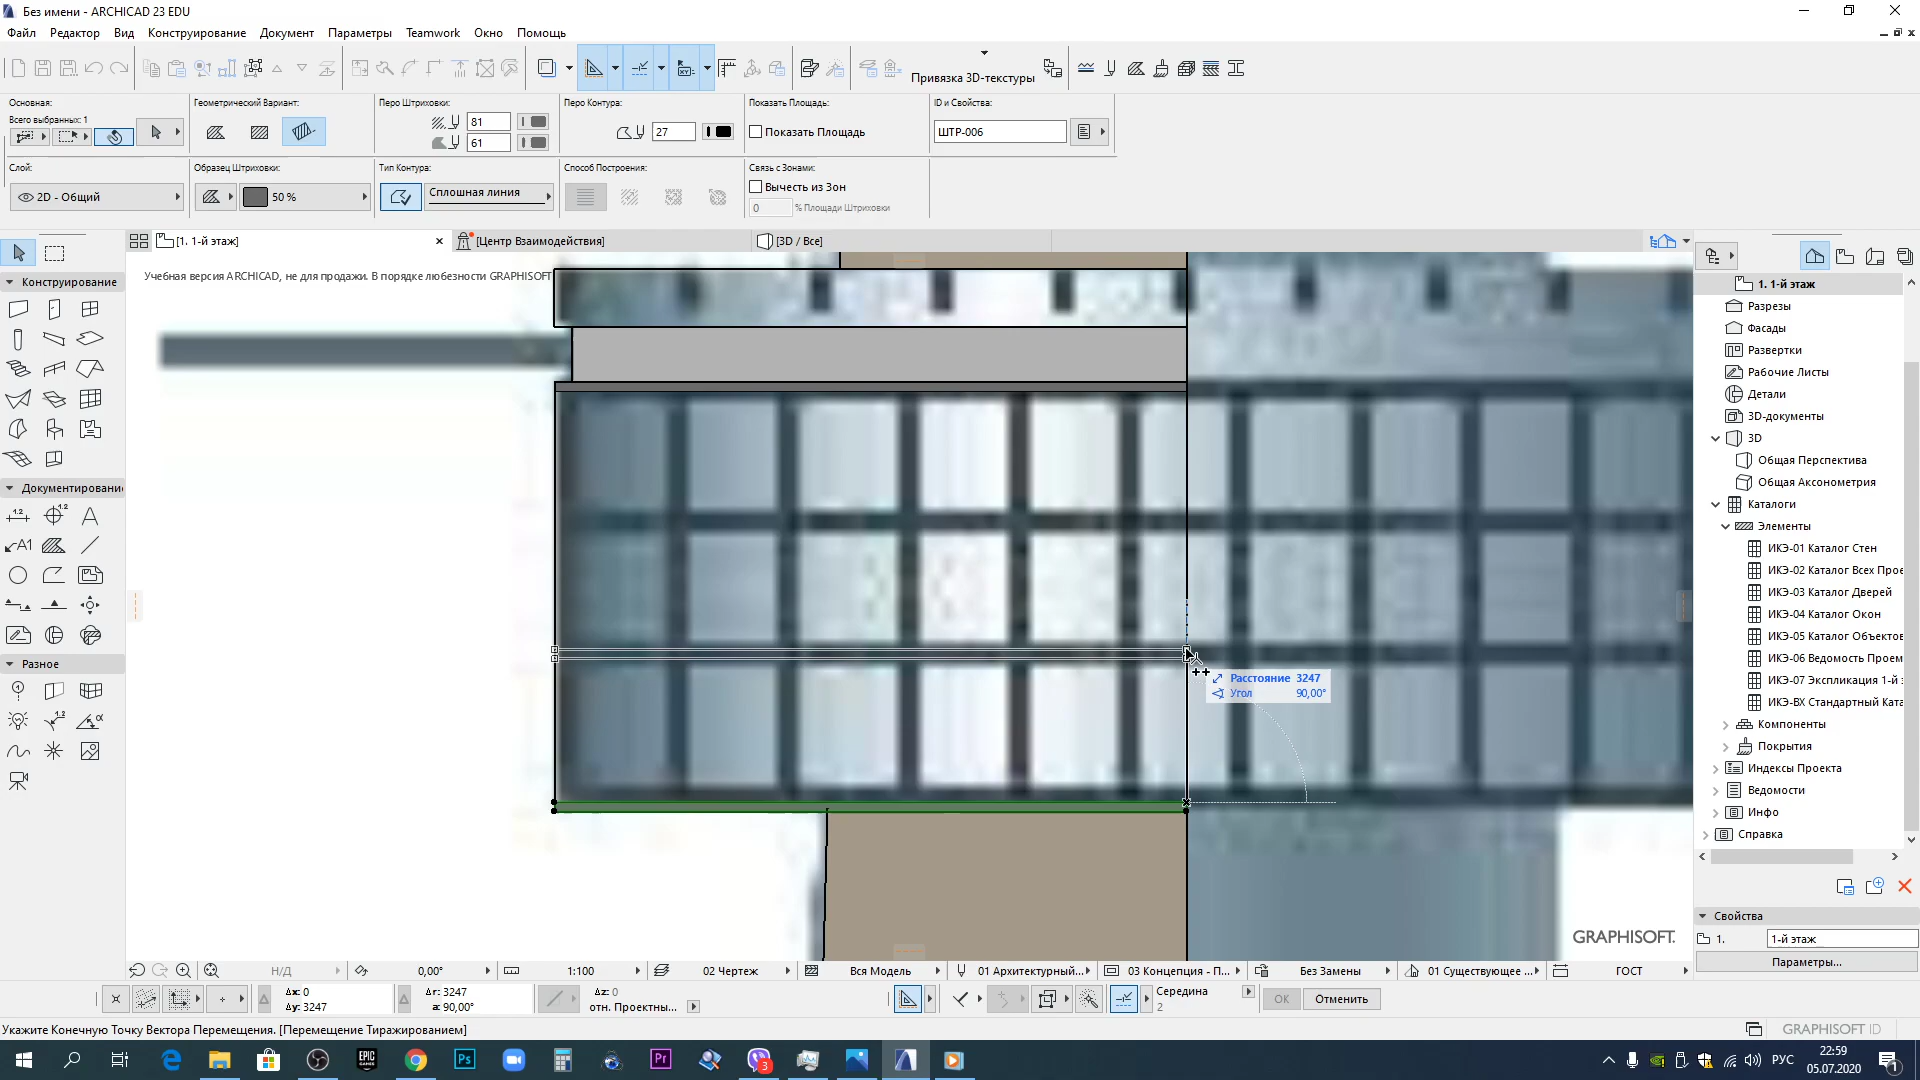 Без имени - ARCHICAD 23 EDU
Файл Редактор Вид Конструирование Документ Параметры Teamwork Окно Помощь
Привязка 3D-текстуры
Основная: Геометрический Вариант: Перо Штриховки: Перо Контура: Показать Площадь: ID и Свойства:
Всего выбранных: 1
81
61
27
Показать Площадь
ШТР-006
Слой: Образец Штриховки: Тип Контура: Способ Построения: Связь с Зонами:
2D - Общий
50 %
Сплошная линия
Вычесть из Зон
0 % Площади Штриховки
[1. 1-й этаж] [Центр Взаимодействия] [3D / Все]
Учебная версия ARCHICAD, не для продажи. В порядке любезности GRAPHISOFT
Конструирование
Документировани
Разное
Расстояние 3247
Угол 90,00°
GRAPHISOFT.
1. 1-й этаж
Разрезы
Фасады
Развертки
Рабочие Листы
Детали
3D-документы
3D
Общая Перспектива
Общая Аксонометрия
Каталоги
Элементы
ИКЭ-01 Каталог Стен
ИКЭ-02 Каталог Всех Прое
ИКЭ-03 Каталог Дверей
ИКЭ-04 Каталог Окон
ИКЭ-05 Каталог Объектов
ИКЭ-06 Ведомость Проем
ИКЭ-07 Экспликация 1-й э
ИКЭ-ВХ Стандартный Ката
Компоненты
Покрытия
Индексы Проекта
Ведомости
Инфо
Справка
Свойства
1. 1-й этаж
Параметры...
Н/Д 0,00° 1:100 02 Чертеж Вся Модель 01 Архитектурный... 03 Концепция - П... Без Замены 01 Существующее ... ГОСТ
Δx: 0
Δy: 3247
Δr: 3247
a: 90,00°
Δz: 0
отн. Проектны...
Середина
2
OK Отменить
Укажите Конечную Точку Вектора Перемещения. [Перемещение Тиражированием]
GRAPHISOFT ID
РУС
22:59
05.07.2020